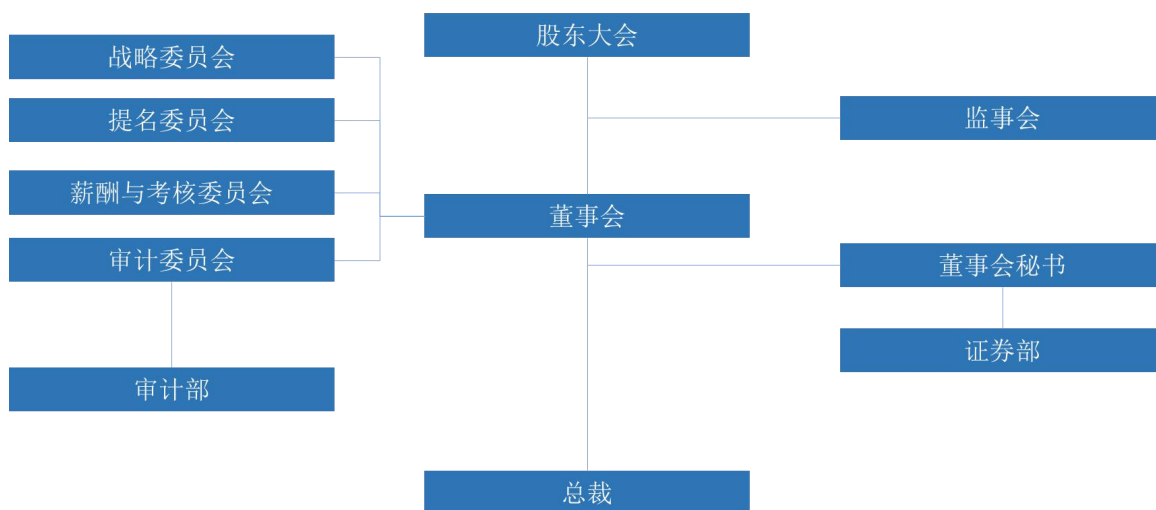 股东大会
战略委员会
提名委员会
监事会
薪酬与考核委员会
董事会
审计委员会
董事会秘书
证券部
审计部
总裁